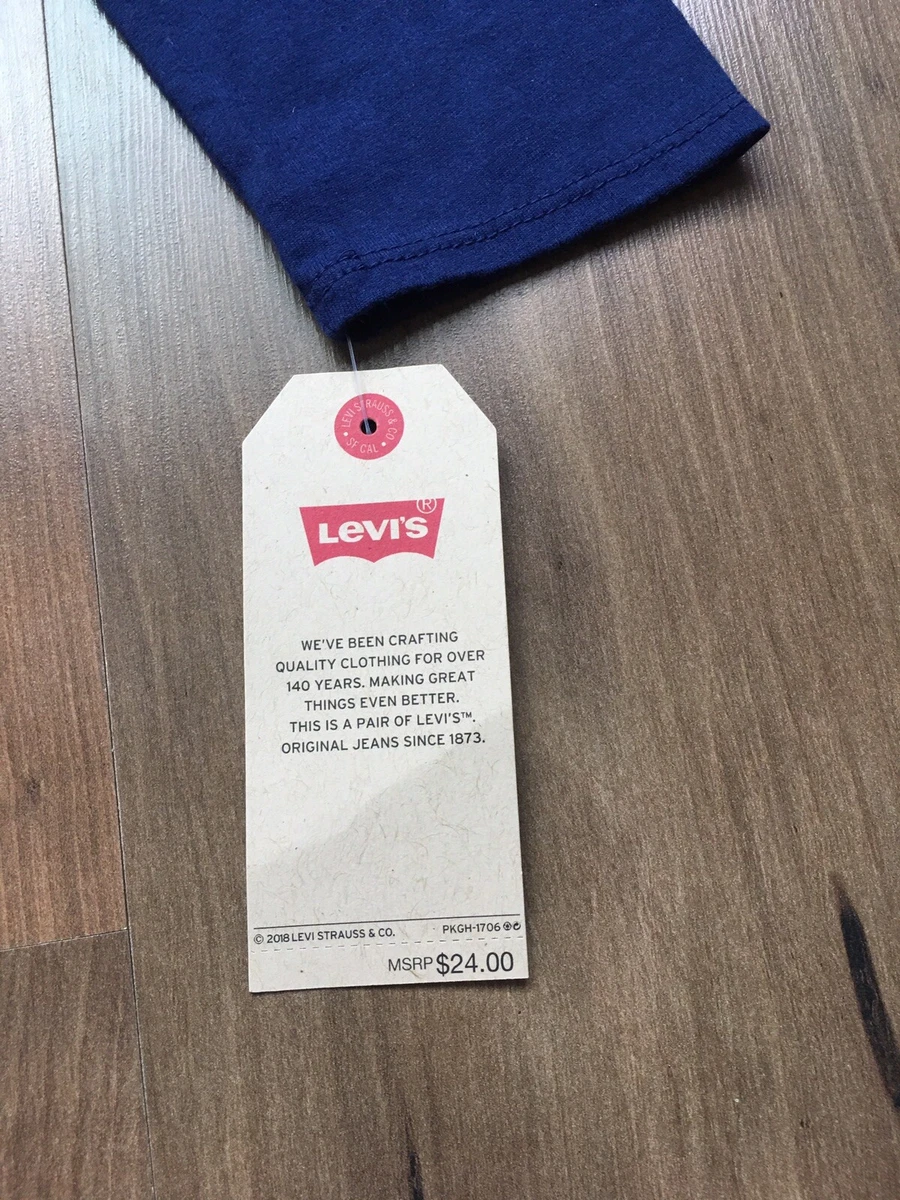 LEVI STRAUSS & CO
• SF CAL •
LEVI'S®
WE'VE BEEN CRAFTING
QUALITY CLOTHING FOR OVER
140 YEARS. MAKING GREAT
THINGS EVEN BETTER.
THIS IS A PAIR OF LEVI'S™.
ORIGINAL JEANS SINCE 1873.
© 2018 LEVI STRAUSS & CO. PKGH-1706
MSRP $24.00